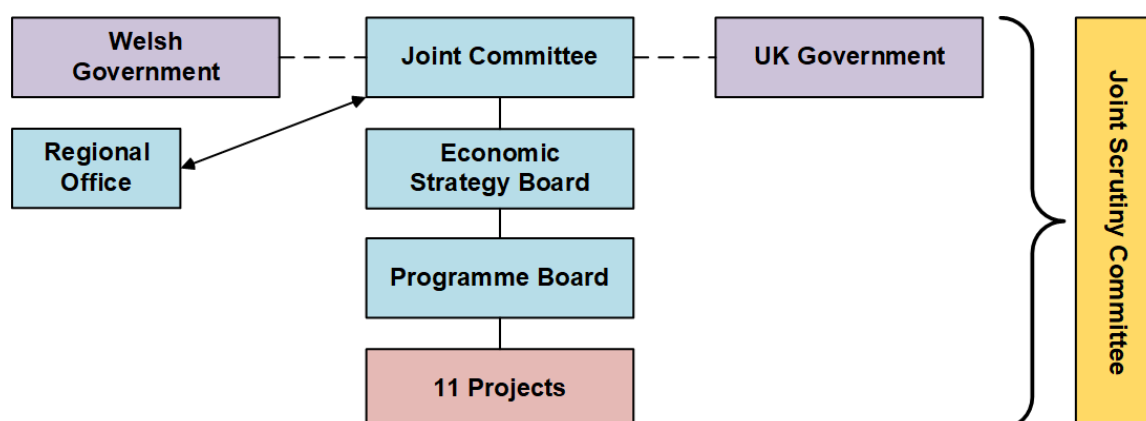 Welsh
Government
Joint Committee
UK Government
Regional
Office
Economic
Strategy Board
Programme Board
11 Projects
Joint Scrutiny Committee